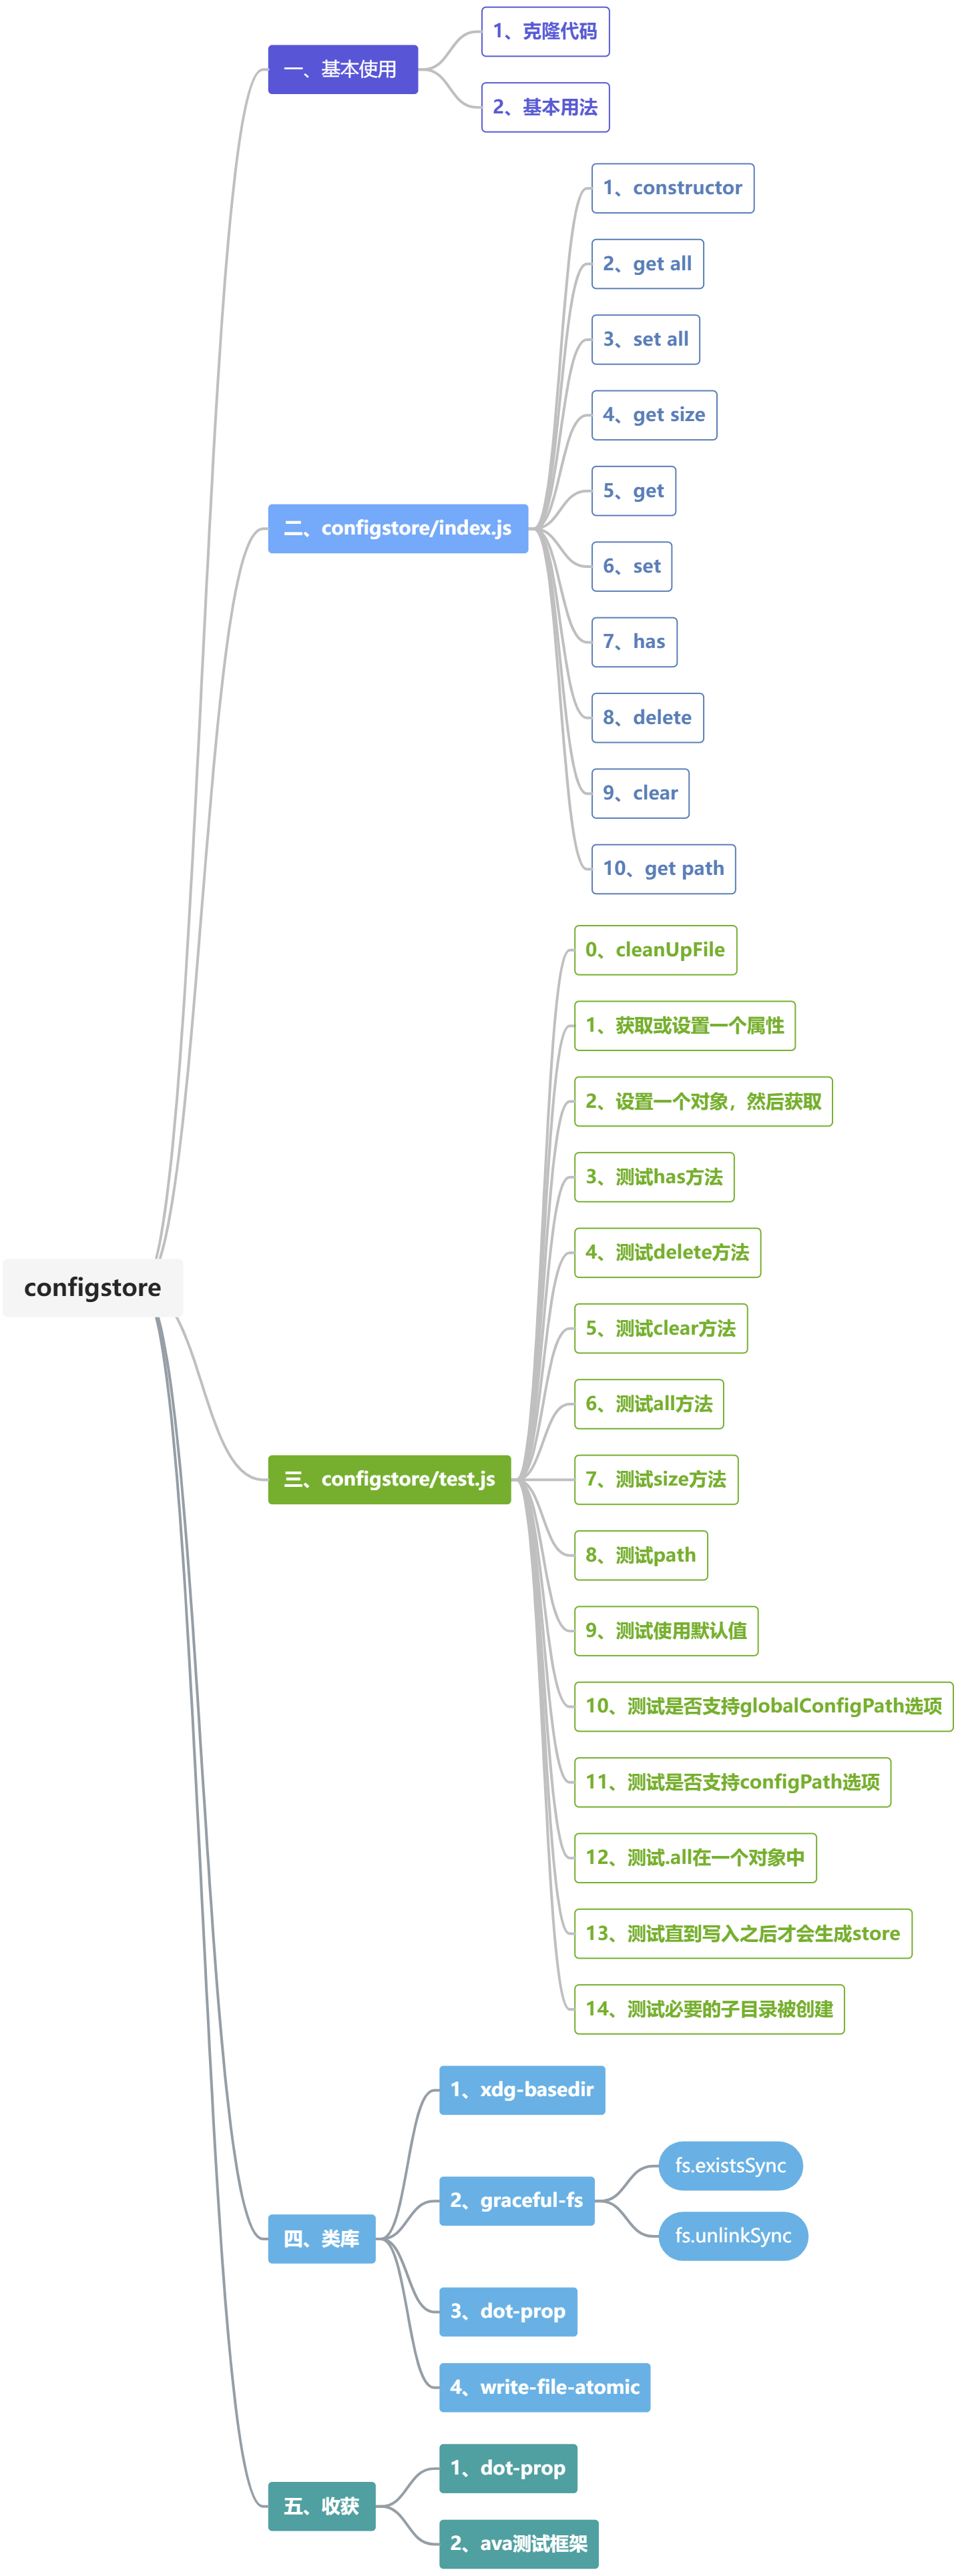 configstore
一、基本使用
1、克隆代码
2、基本用法
二、configstore/index.js
1、constructor
2、get all
3、set all
4、get size
5、get
6、set
7、has
8、delete
9、clear
10、get path
三、configstore/test.js
0、cleanUpFile
1、获取或设置一个属性
2、设置一个对象，然后获取
3、测试has方法
4、测试delete方法
5、测试clear方法
6、测试all方法
7、测试size方法
8、测试path
9、测试使用默认值
10、测试是否支持globalConfigPath选项
11、测试是否支持configPath选项
12、测试.all在一个对象中
13、测试直到写入之后才会生成store
14、测试必要的子目录被创建
四、类库
1、xdg-basedir
2、graceful-fs
fs.existsSync
fs.unlinkSync
3、dot-prop
4、write-file-atomic
五、收获
1、dot-prop
2、ava测试框架